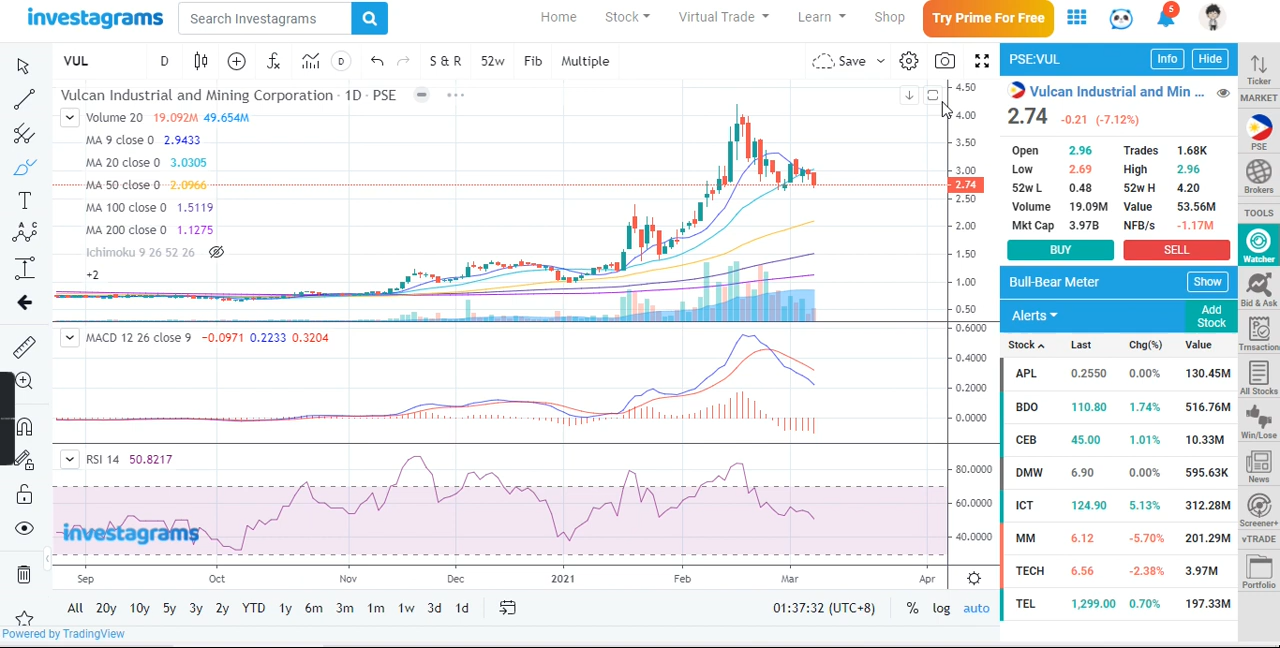 investagrams
Search Investagrams
Home
Stock
Virtual Trade
Learn
Shop
Try Prime For Free
5
VUL
D
D
S & R
52w
Fib
Multiple
Save
Vulcan Industrial and Mining Corporation · 1D · PSE
Volume 20 19.092M 49.654M
MA 9 close 0 2.9433
MA 20 close 0 3.0305
MA 50 close 0 2.0966
MA 100 close 0 1.5119
MA 200 close 0 1.1275
Ichimoku 9 26 52 26
+2
4.50
4.00
3.50
3.00
2.74
2.50
2.00
1.50
1.00
0.50
MACD 12 26 close 9 −0.0971 0.2233 0.3204
0.6000
0.4000
0.2000
0.0000
RSI 14 50.8217
80.0000
60.0000
40.0000
investagrams
Sep
Oct
Nov
Dec
2021
Feb
Mar
Apr
All 20y 10y 5y 3y 2y YTD 1y 6m 3m 1m 1w 3d 1d
01:37:32 (UTC+8)
% log auto
Powered by TradingView
PSE:VUL
Info
Hide
Vulcan Industrial and Min ...
2.74 -0.21 (-7.12%)
Open 2.96 Trades 1.68K
Low 2.69 High 2.96
52w L 0.48 52w H 4.20
Volume 19.09M Value 53.56M
Mkt Cap 3.97B NFB/s -1.17M
BUY
SELL
Bull-Bear Meter
Show
Alerts
Add
Stock
Stock Last Chg(%) Value
APL 0.2550 0.00% 130.45M
BDO 110.80 1.74% 516.76M
CEB 45.00 1.01% 10.33M
DMW 6.90 0.00% 595.63K
ICT 124.90 5.13% 312.28M
MM 6.12 -5.70% 201.29M
TECH 6.56 -2.38% 3.97M
TEL 1,299.00 0.70% 197.33M
Ticker
MARKET
PSE
Brokers
TOOLS
Watcher
Bid & Ask
Trnsaction
All Stocks
Win/Lose
News
Screener+
vTRADE
Portfolio